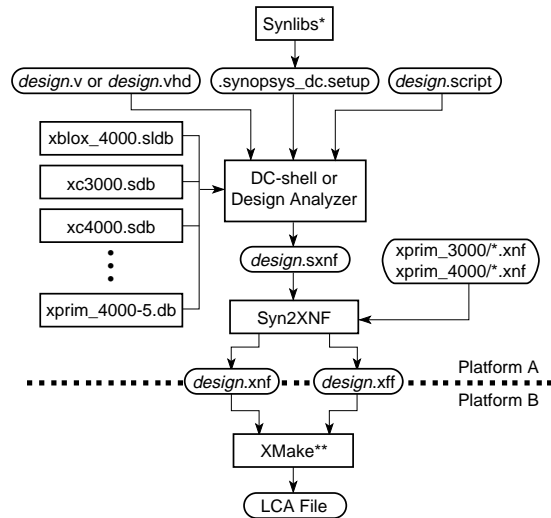 Synlibs*
design.v or design.vhd
.synopsys_dc.setup
design.script
xblox_4000.sldb
xc3000.sdb
xc4000.sdb
xprim_4000-5.db
DC-shell or
Design Analyzer
design.sxnf
xprim_3000/*.xnf
xprim_4000/*.xnf
Syn2XNF
design.xnf
design.xff
Platform A
Platform B
XMake**
LCA File